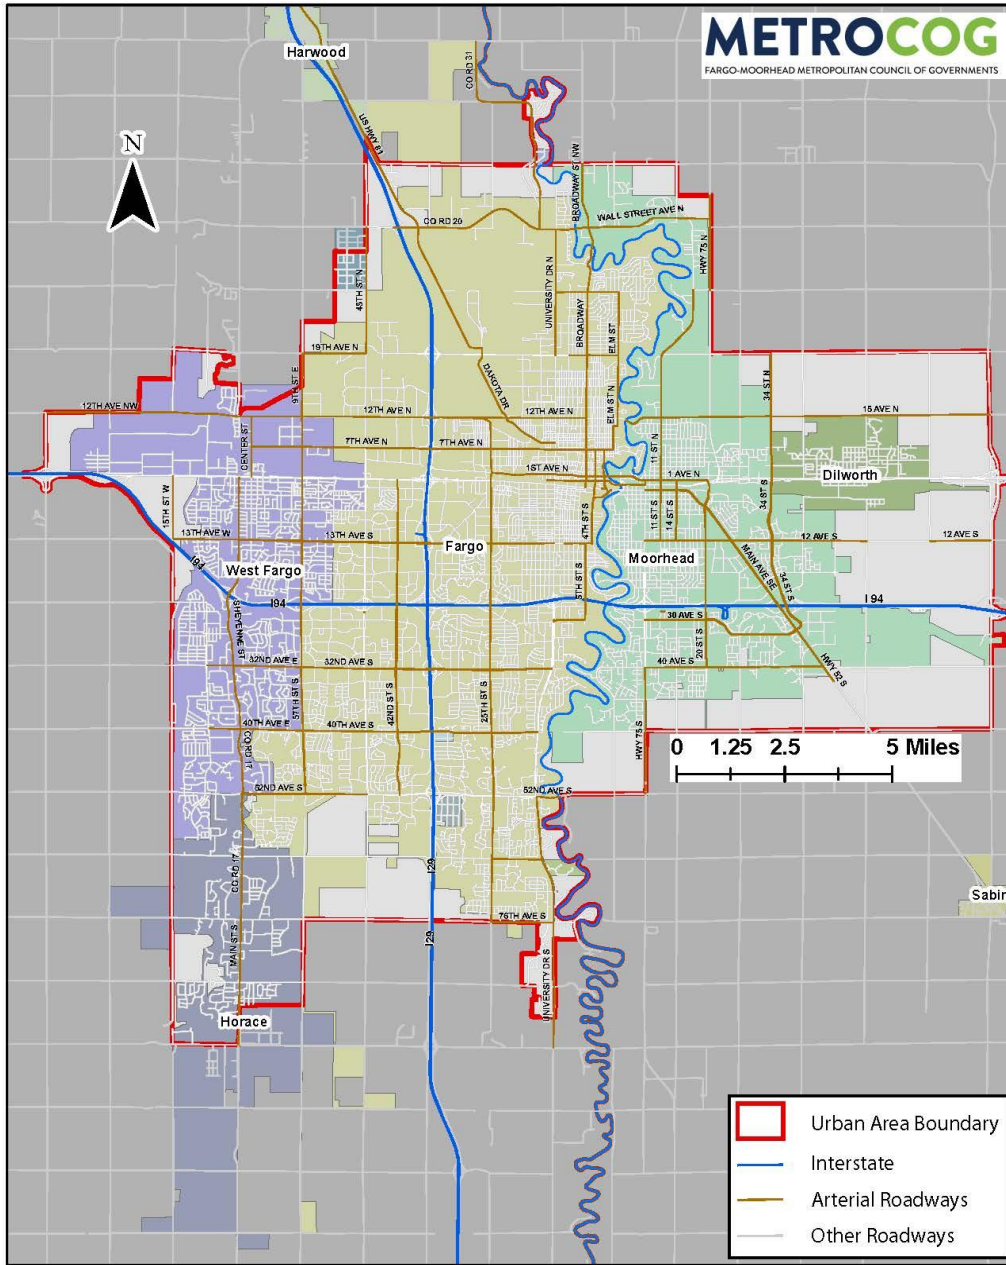 METROCOG
FARGO-MOORHEAD METROPOLITAN COUNCIL OF GOVERNMENTS
Harwood
CO RD 31
N
US HWY 81
BROADWAY ST NW
CO RD 20
WALL STREET AVE N
HWY 75 N
45TH ST N
UNIVERSITY DR N
BROADWAY
ELM ST
19TH AVE N
9TH ST E
DAKOTA DR
34 ST N
12TH AVE NW
12TH AVE N
12TH AVE N
ELM ST N
15 AVE N
CENTER ST
7TH AVE N
7TH AVE N
11 ST N
1ST AVE N
1 AVE N
Dilworth
15TH ST W
4TH ST S
11 ST S
14 ST S
34 ST S
13TH AVE W
13TH AVE S
13TH AVE S
12 AVE S
12 AVE S
Fargo
Moorhead
MAIN AVE SE
I94
West Fargo
5TH ST S
34 ST S
I94
I 94
SHEYENNE ST
30 AVE S
20 ST S
32ND AVE E
32ND AVE S
40 AVE S
HWY 52 S
57TH ST S
42ND ST S
25TH ST S
40TH AVE E
40TH AVE S
HWY 75 S
CO RD 17
0 1.25 2.5 5 Miles
52ND AVE S
52ND AVE S
CO RD 17
I29
Sabin
76TH AVE S
MAIN ST S
I29
UNIVERSITY DR S
Horace
Urban Area Boundary
Interstate
Arterial Roadways
Other Roadways